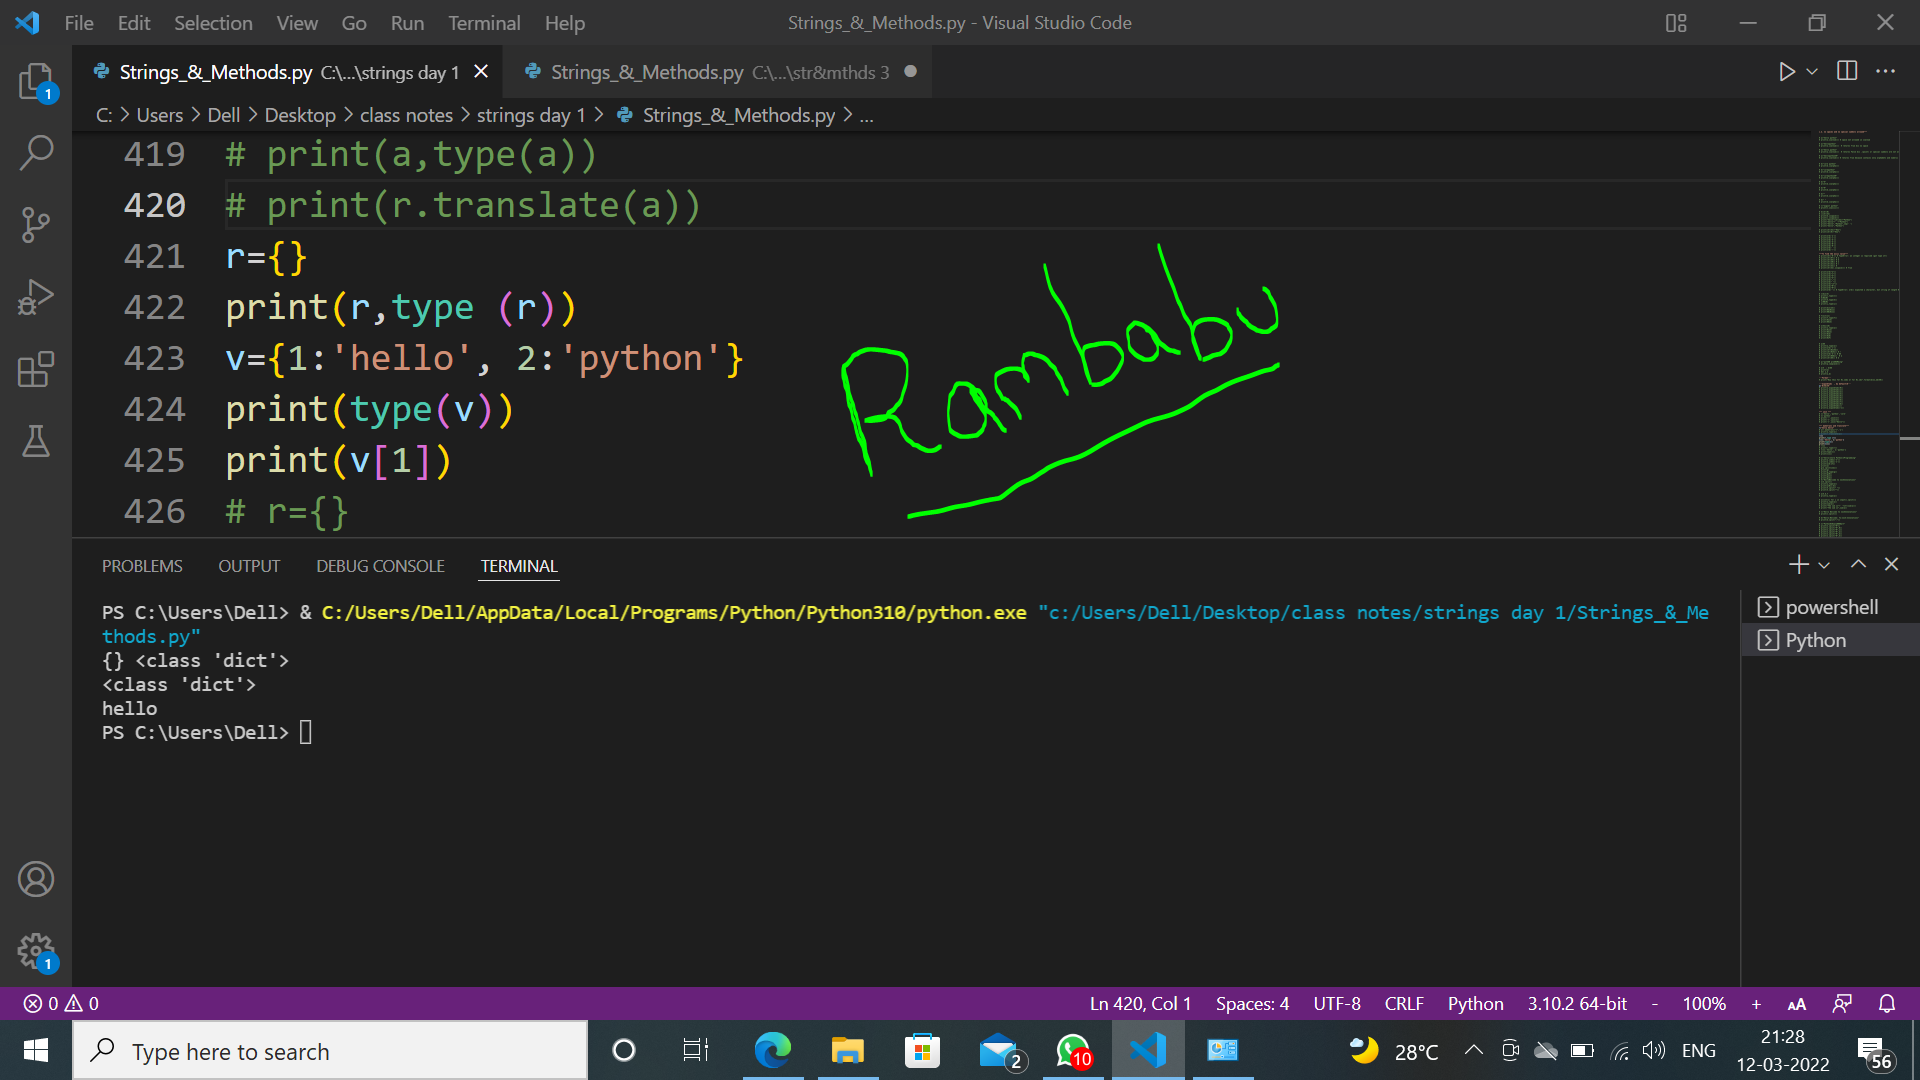 File Edit Selection View Go Run Terminal Help Strings_&_Methods.py - Visual Studio Code
Strings_&_Methods.py C:\...\strings day 1 Strings_&_Methods.py C:\...\str&mthds 3
C: > Users > Dell > Desktop > class notes > strings day 1 > Strings_&_Methods.py > ...
419 # print(a,type(a))
420 # print(r.translate(a))
421 r={}
422 print(r,type (r))
423 v={1:'hello', 2:'python'}
424 print(type(v))
425 print(v[1])
426 # r={}
Rambabu
PROBLEMS OUTPUT DEBUG CONSOLE TERMINAL
PS C:\Users\Dell> & C:/Users/Dell/AppData/Local/Programs/Python/Python310/python.exe "c:/Users/Dell/Desktop/class notes/strings day 1/Strings_&_Me
thods.py"
{} <class 'dict'>
<class 'dict'>
hello
PS C:\Users\Dell>
powershell
Python
1
1
0 0 Ln 420, Col 1 Spaces: 4 UTF-8 CRLF Python 3.10.2 64-bit - 100% +
Type here to search 2 10 28°C ENG 21:28 56
12-03-2022